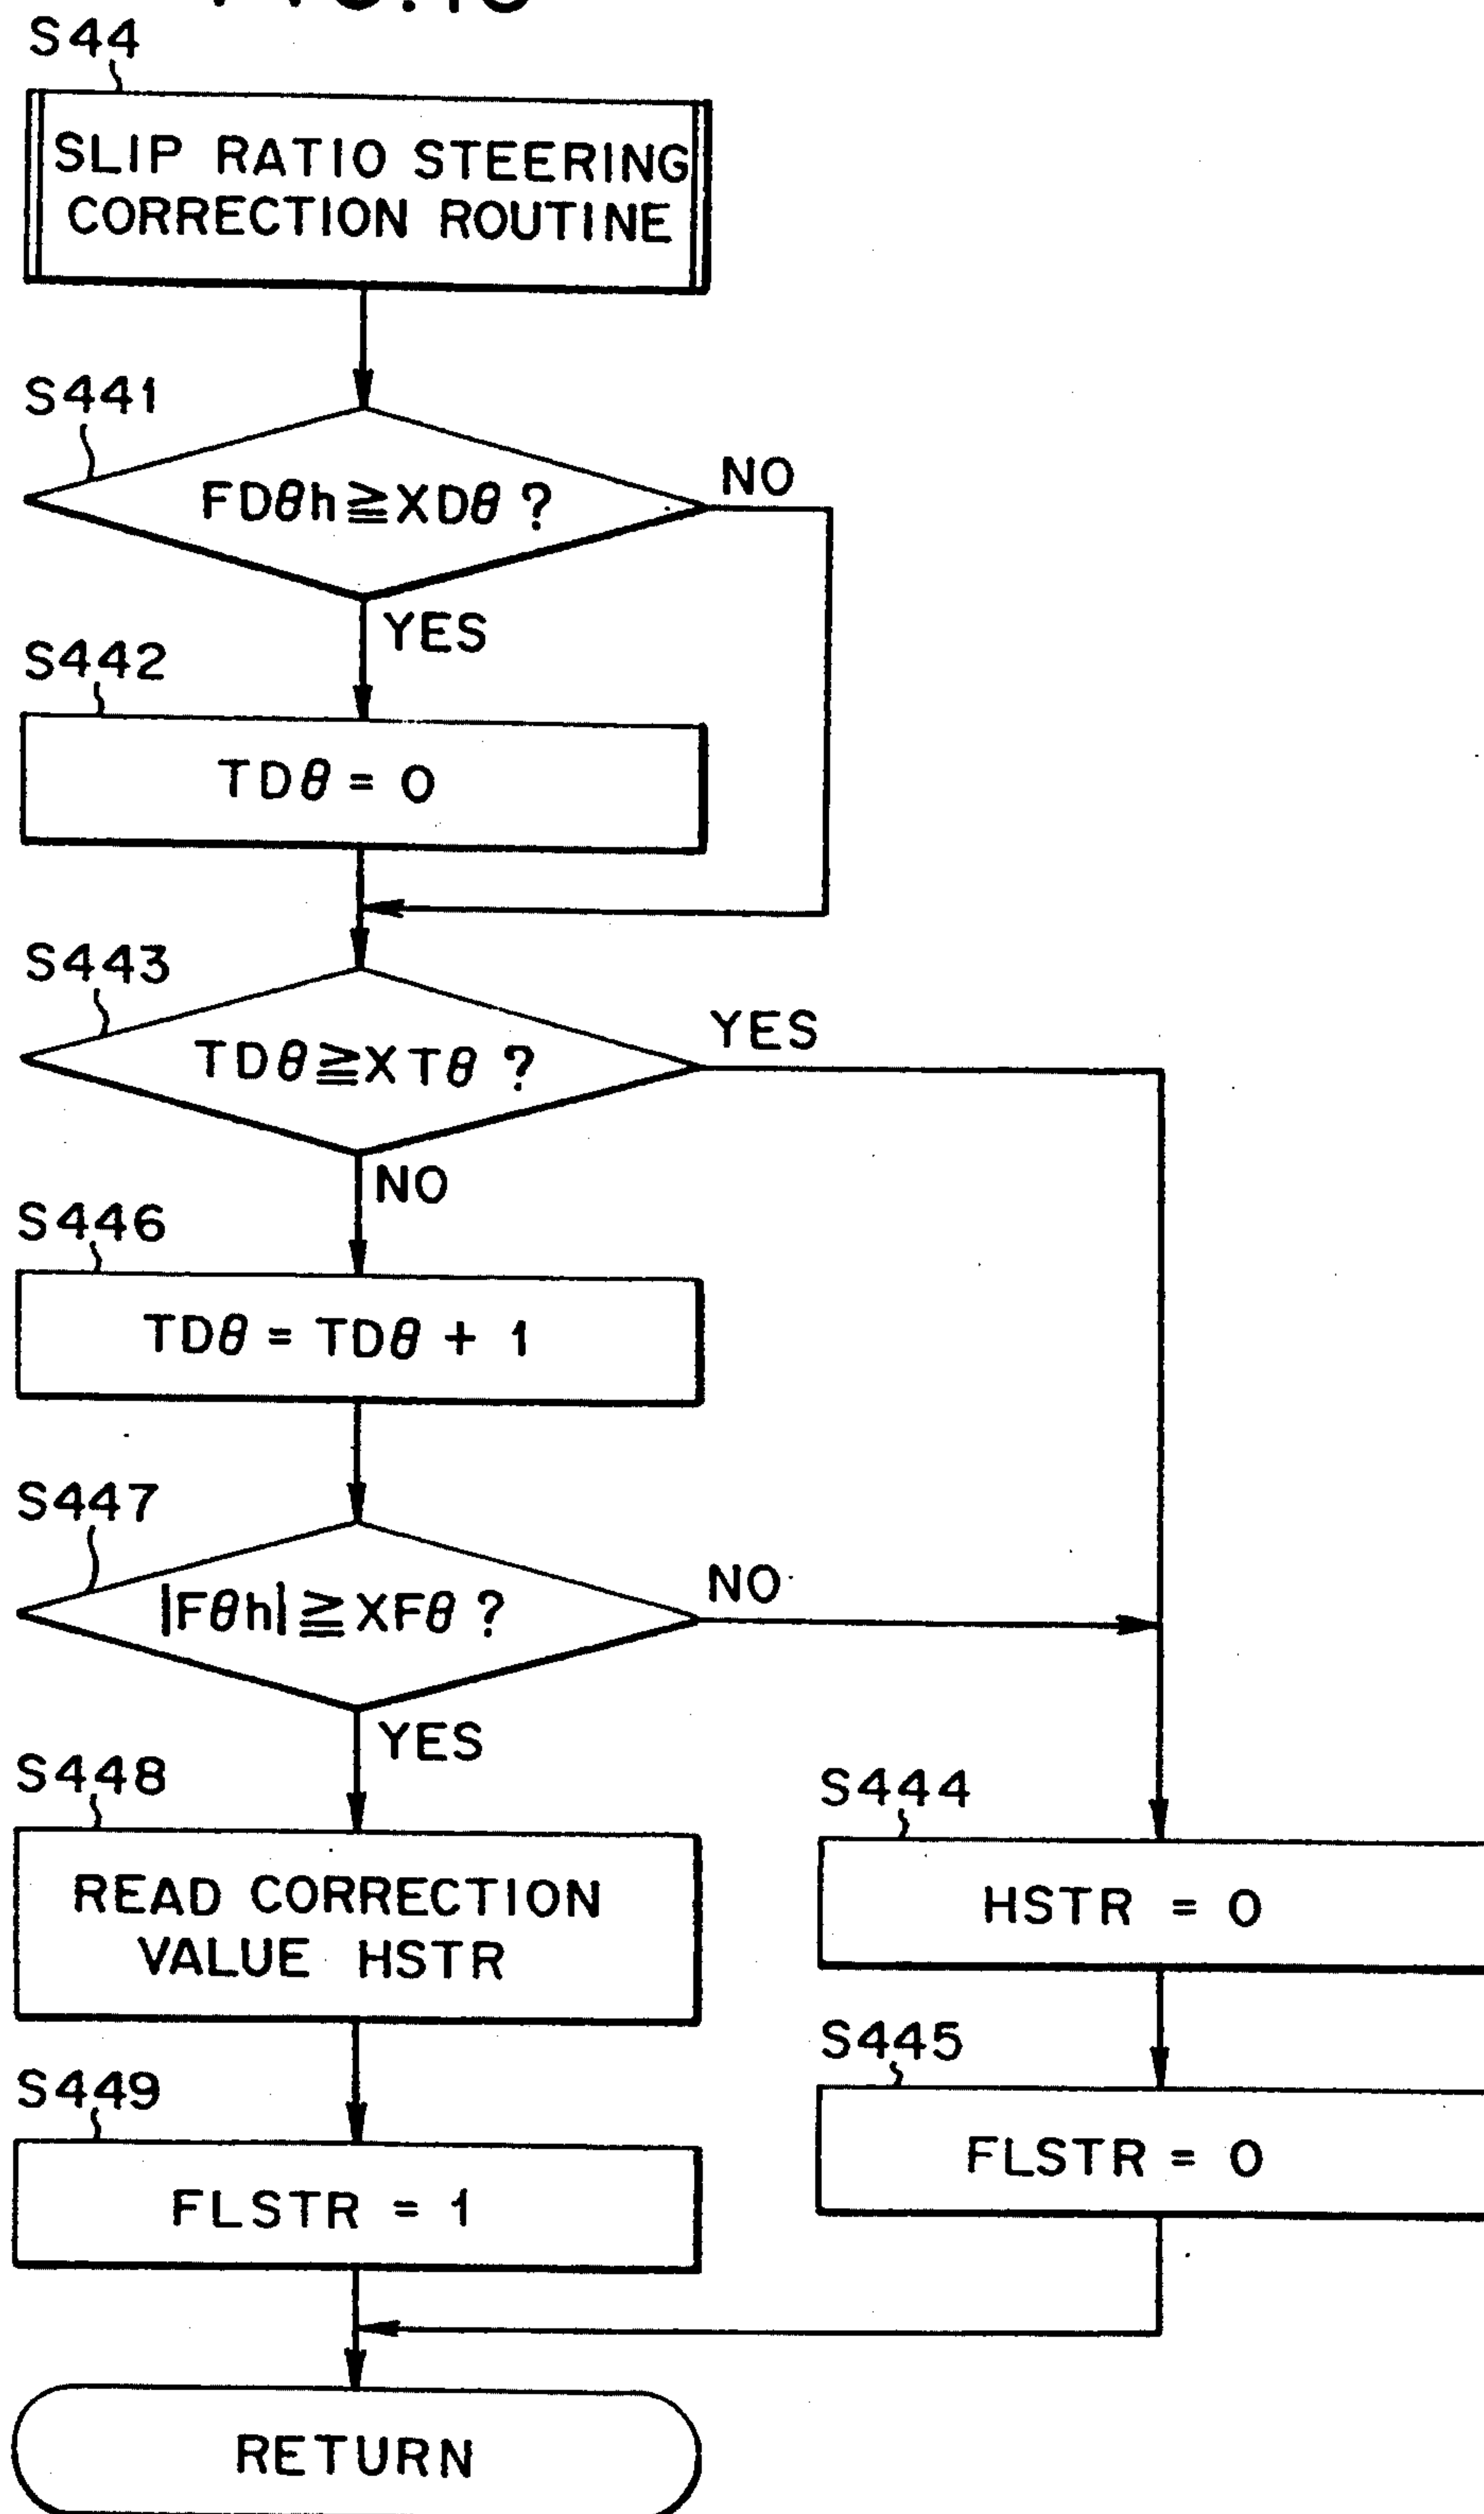 S44
SLIP RATIO STEERING
CORRECTION ROUTINE
S441
FDθh≧XDθ ?
NO
YES
S442
TDθ = 0
S443
TDθ≧XTθ ?
YES
NO
S446
TDθ = TDθ + 1
S447
|Fθh|≧XFθ ?
NO
YES
S448
READ CORRECTION
VALUE HSTR
S444
HSTR = 0
S445
FLSTR = 0
S449
FLSTR = 1
RETURN